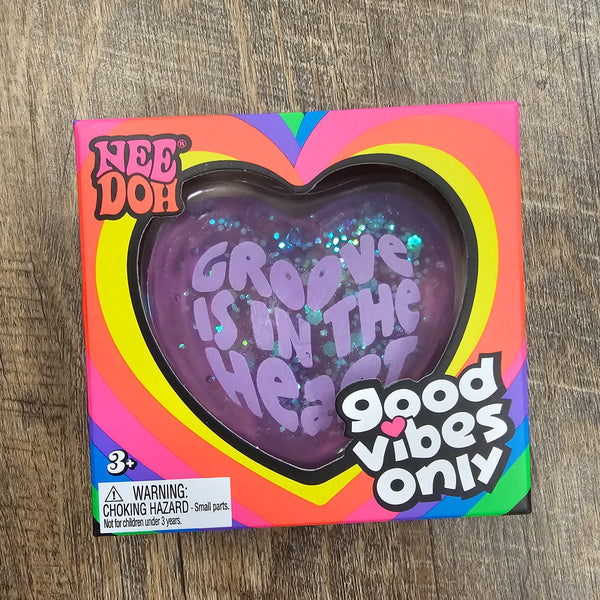 NEE®
DOH
GROOVE
IS IN THE
HeaRT
good
vibes
only
3+
WARNING:
CHOKING HAZARD - Small parts.
Not for children under 3 years.